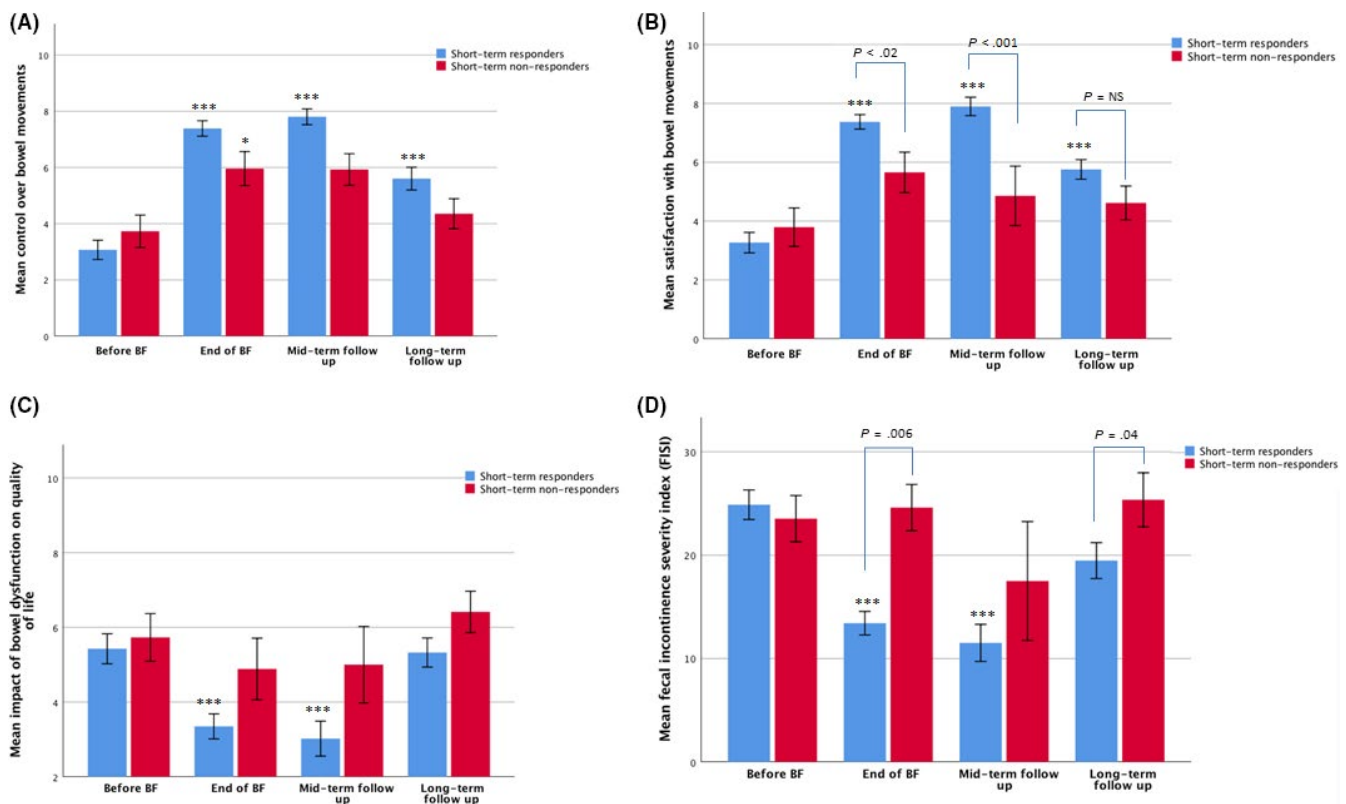 (A)
Mean control over bowel movements
10
8
6
4
2
0
Short-term responders
Short-term non-responders
***
*
***
***
Before BF
End of BF
Mid-term follow
up
Long-term
follow up
(B)
Mean satisfaction with bowel movements
10
8
6
4
2
0
Short-term responders
Short-term non-responders
P < .02
P < .001
P = NS
***
***
***
Before BF
End of BF
Mid-term follow
up
Long-term
follow up
(C)
Mean impact of bowel dysfunction on quality
of life
10
8
6
4
2
Short-term responders
Short-term non-responders
***
***
Before BF
End of BF
Mid-term follow
up
Long-term
follow up
(D)
Mean fecal incontinence severity index (FISI)
30
20
10
0
Short-term responders
Short-term non-responders
P = .006
P = .04
***
***
Before BF
End of BF
Mid-term follow
up
Long-term
follow up